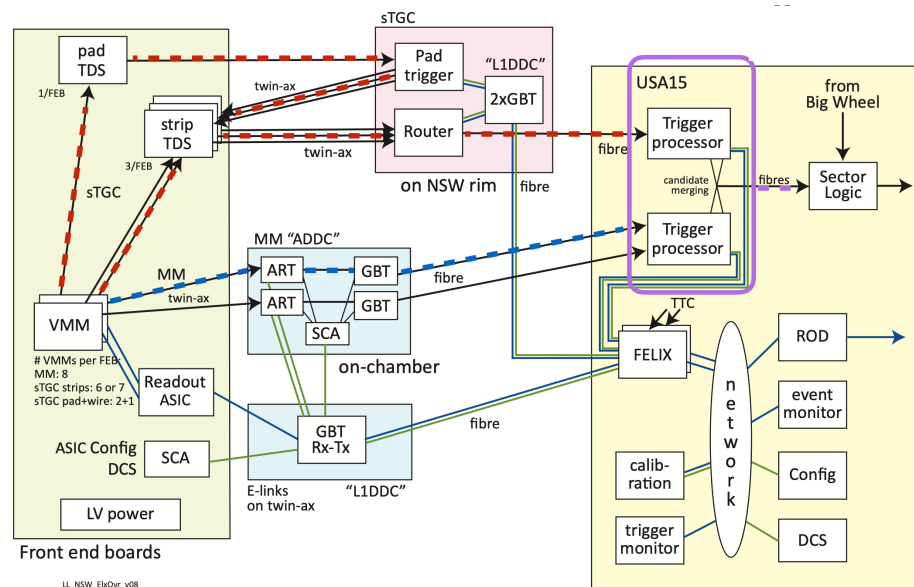 sTGC
pad
TDS
1/FEB
strip
TDS
3/FEB
sTGC
twin-ax
twin-ax
Pad
trigger
Router
"L1DDC"
2xGBT
on NSW rim
fibre
fibre
USA15
Trigger
processor
candidate
merging
Trigger
processor
fibres
from
Big Wheel
Sector
Logic
MM "ADDC"
MM
twin-ax
ART
GBT
ART
GBT
SCA
fibre
on-chamber
VMM
# VMMs per FEB:
MM: 8
sTGC strips: 6 or 7
sTGC pad+wire: 2+1
Readout
ASIC
ASIC Config
DCS
SCA
LV power
Front end boards
GBT
Rx-Tx
fibre
E-links
on twin-ax
"L1DDC"
TTC
FELIX
network
ROD
event
monitor
calib-
ration
Config
trigger
monitor
DCS
LL_NSW_ElxOvr_v08